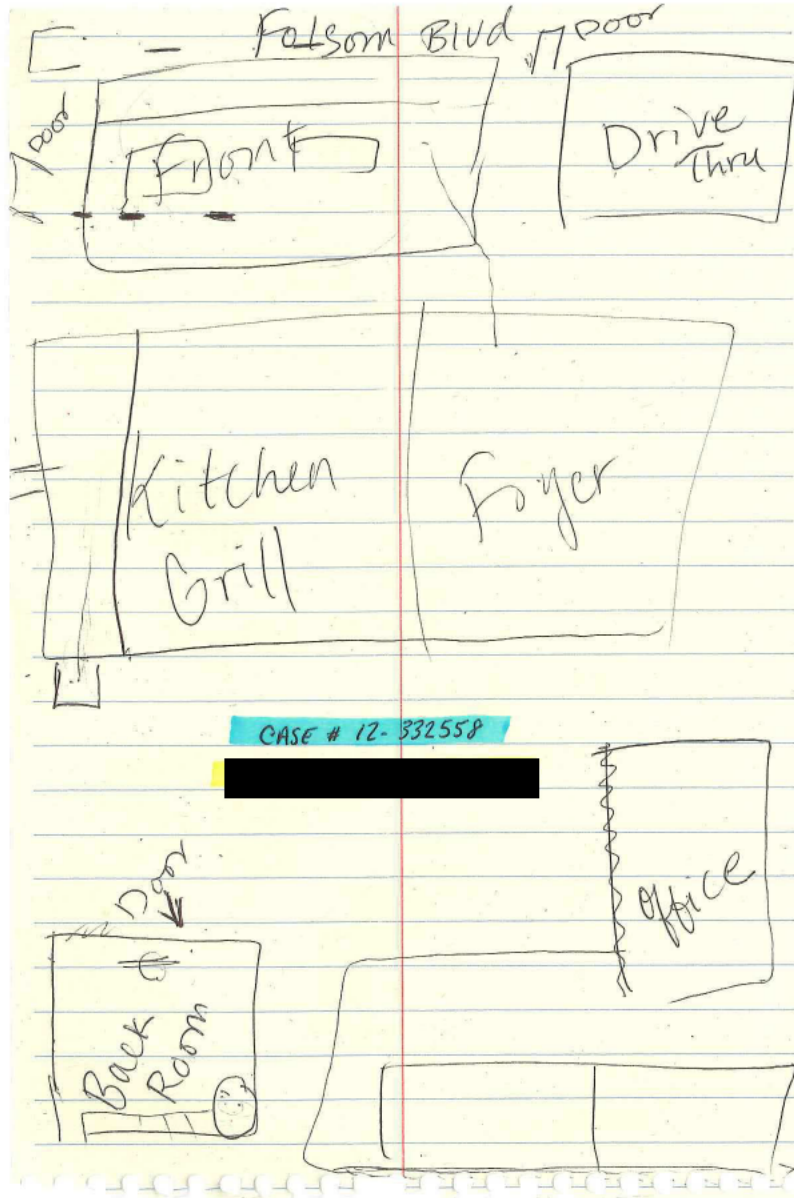 Folsom Blvd
Door
Door
Front
Drive
Thru
Kitchen
Grill
Foyer
CASE # 12-332558
Door
Office
Back
Room